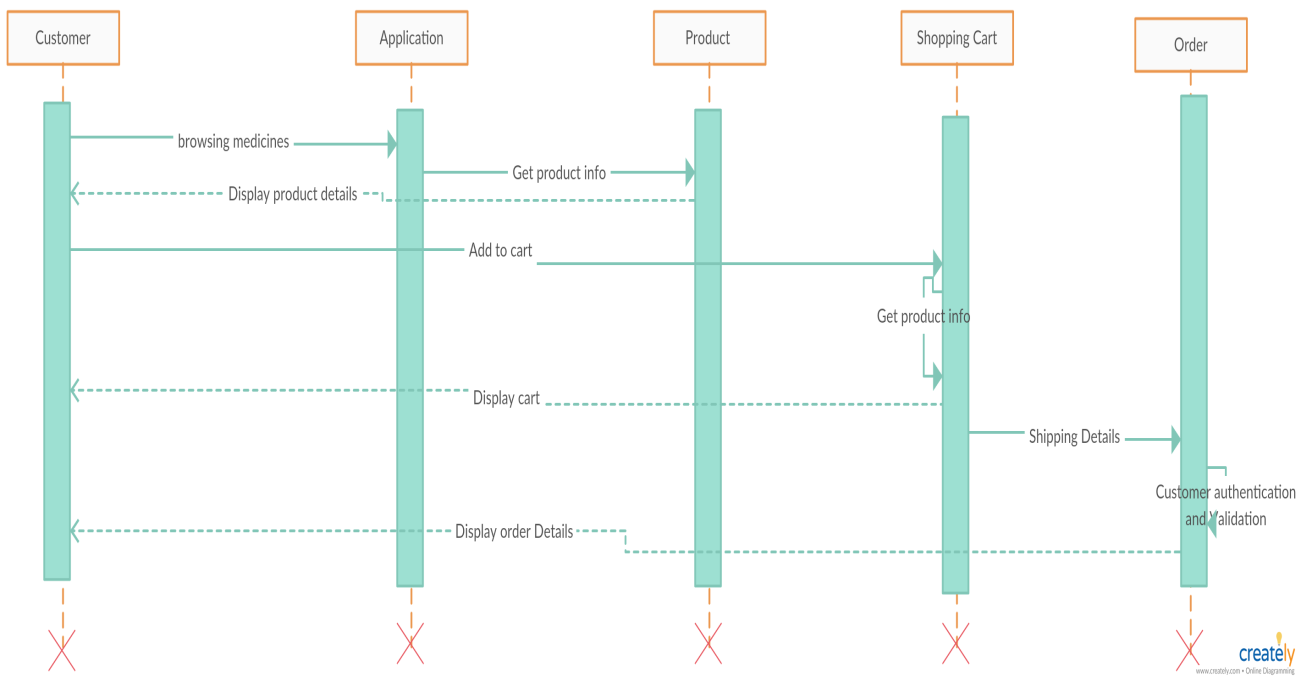 Customer
Application
Product
Shopping Cart
Order
browsing medicines
Get product info
Display product details
Add to cart
Get product info
Display cart
Shipping Details
Customer authentication
and Validation
Display order Details
creately
www.creately.com • Online Diagramming